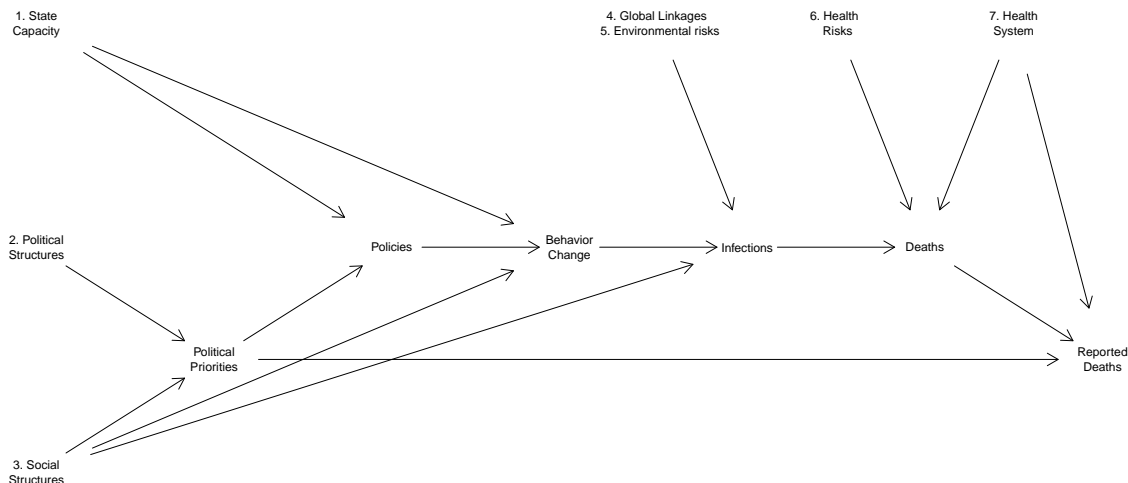 1. State
Capacity
4. Global Linkages
5. Environmental risks
6. Health
Risks
7. Health
System
2. Political
Structures
Policies
Behavior
Change
Infections
Deaths
Political
Priorities
Reported
Deaths
3. Social
Structures